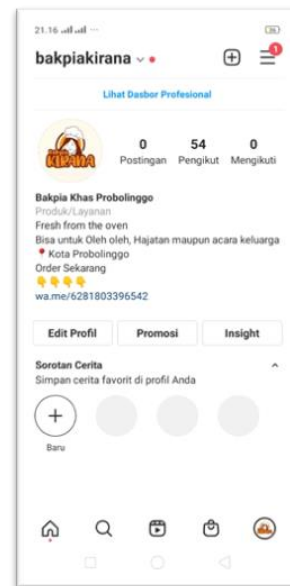 21.16
bakpiakirana
Lihat Dasbor Profesional
KIRANA
0 54 0
Postingan Pengikut Mengikuti
Bakpia Khas Probolinggo
Produk/Layanan
Fresh from the oven
Bisa untuk Oleh oleh, Hajatan maupun acara keluarga
📍Kota Probolinggo
Order Sekarang
👇👇👇👇
wa.me/6281803396542
Edit Profil Promosi Insight
Sorotan Cerita
Simpan cerita favorit di profil Anda
Baru